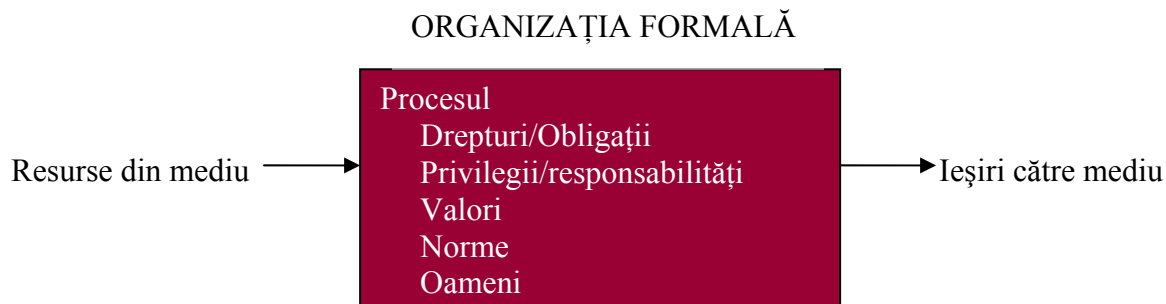 ORGANIZAȚIA FORMALĂ
Procesul
Drepturi/Obligații
Resurse din mediu
Privilegii/responsabilități
Ieşiri către mediu
Valori
Norme
Oameni